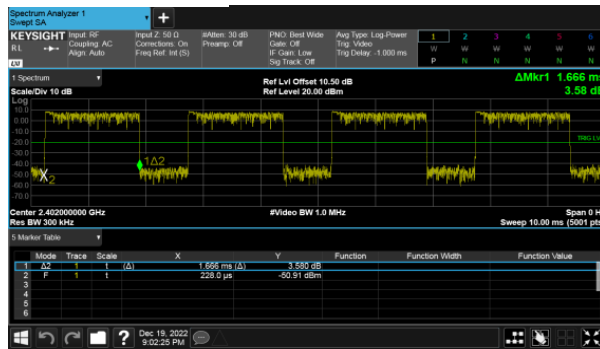 Spectrum Analyzer 1
Swept SA
+
KEYSIGHT Input: RF Input Z: 50 Ω #Atten: 30 dB PNO: Best Wide Avg Type: Log-Power 1 2 3 4 5 6
RL Coupling: AC Corrections: On Preamp: Off Gate: Off Trig: Video W W W W W W
Align: Auto Freq Ref: Int (S) IF Gain: Low Trig Delay: -1.000 ms P N N N N N
LXI Sig Track: Off
1 Spectrum Ref Lvl Offset 10.50 dB ΔMkr1 1.666 ms
Scale/Div 10 dB Ref Level 20.00 dBm 3.58 dB
Log
10.0
0.00
-10.0
-20.0 TRIG LV
-30.0
-40.0 1Δ2
-50.0 X2
-60.0
-70.0
Center 2.402000000 GHz #Video BW 1.0 MHz Span 0 H
Res BW 300 kHz Sweep 10.00 ms (5001 pts
5 Marker Table
Mode Trace Scale X Y Function Function Width Function Value
1 Δ2 1 t (Δ) 1.666 ms (Δ) 3.580 dB
2 F 1 t 228.0 µs -50.91 dBm
3
4
5
6
? Dec 19, 2022
9:02:25 PM